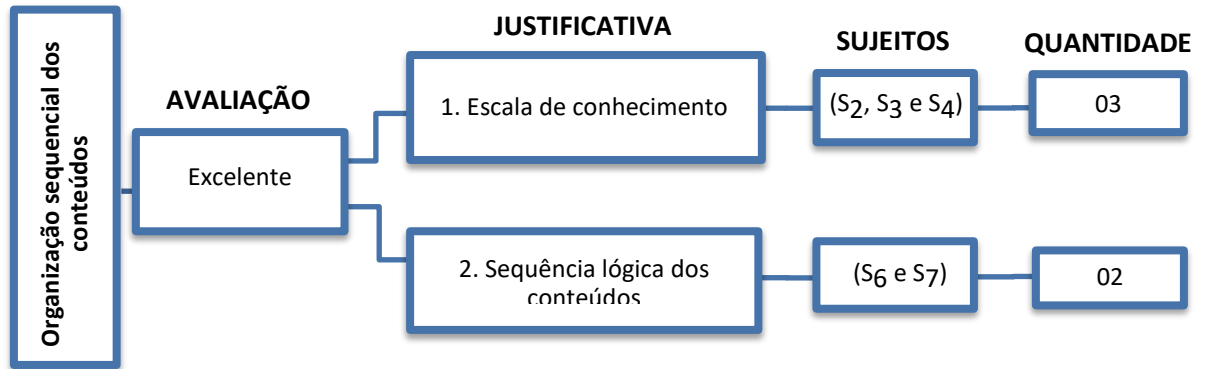 Organização sequencial dos
conteúdos
AVALIAÇÃO
Excelente
JUSTIFICATIVA
SUJEITOS
QUANTIDADE
1. Escala de conhecimento
(S2, S3 e S4)
03
2. Sequência lógica dos
conteúdos
(S6 e S7)
02